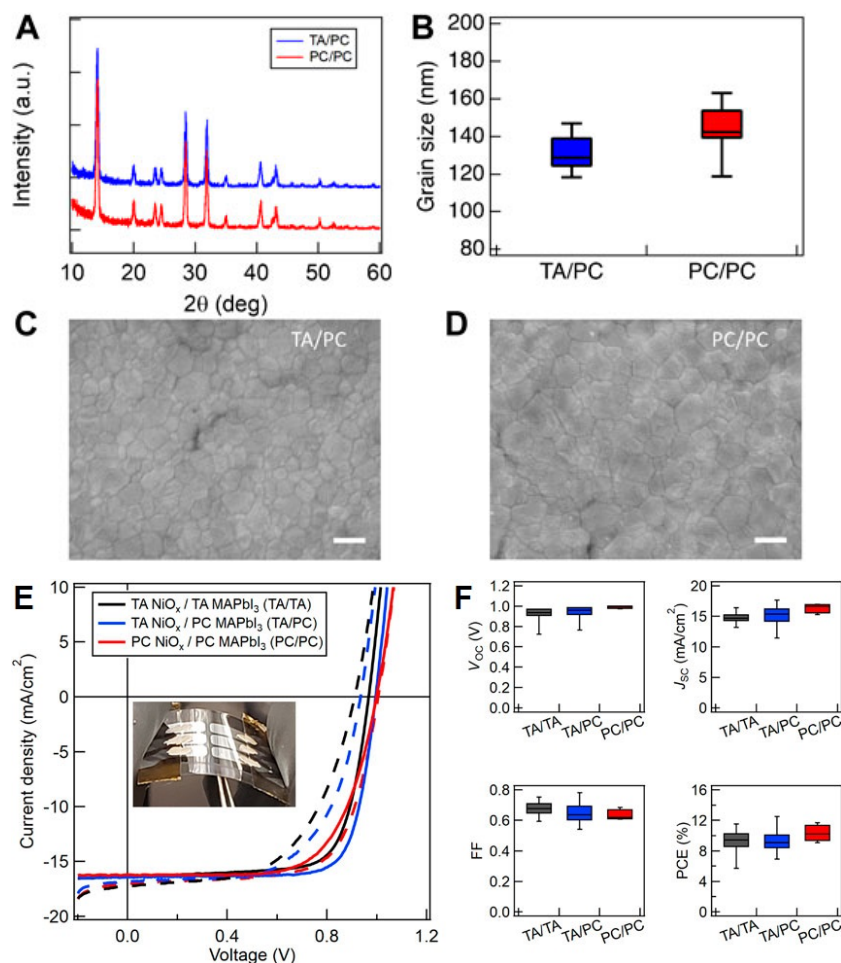 A
Intensity (a.u.)
TA/PC
PC/PC
10 20 30 40 50 60
2θ (deg)
B
Grain size (nm)
200
180
160
140
120
100
80
TA/PC PC/PC
C
TA/PC
D
PC/PC
E
Current density (mA/cm²)
10
5
0
-5
-10
-15
-20
TA NiOₓ / TA MAPbI₃ (TA/TA)
TA NiOₓ / PC MAPbI₃ (TA/PC)
PC NiOₓ / PC MAPbI₃ (PC/PC)
0.0 0.4 0.8 1.2
Voltage (V)
F
V_OC (V)
1.2
1.0
0.8
0.6
0.4
0.2
0.0
TA/TA TA/PC PC/PC
J_SC (mA/cm²)
20
15
10
5
0
TA/TA TA/PC PC/PC
FF
0.8
0.6
0.4
0.2
0.0
TA/TA TA/PC PC/PC
PCE (%)
16
12
8
4
0
TA/TA TA/PC PC/PC